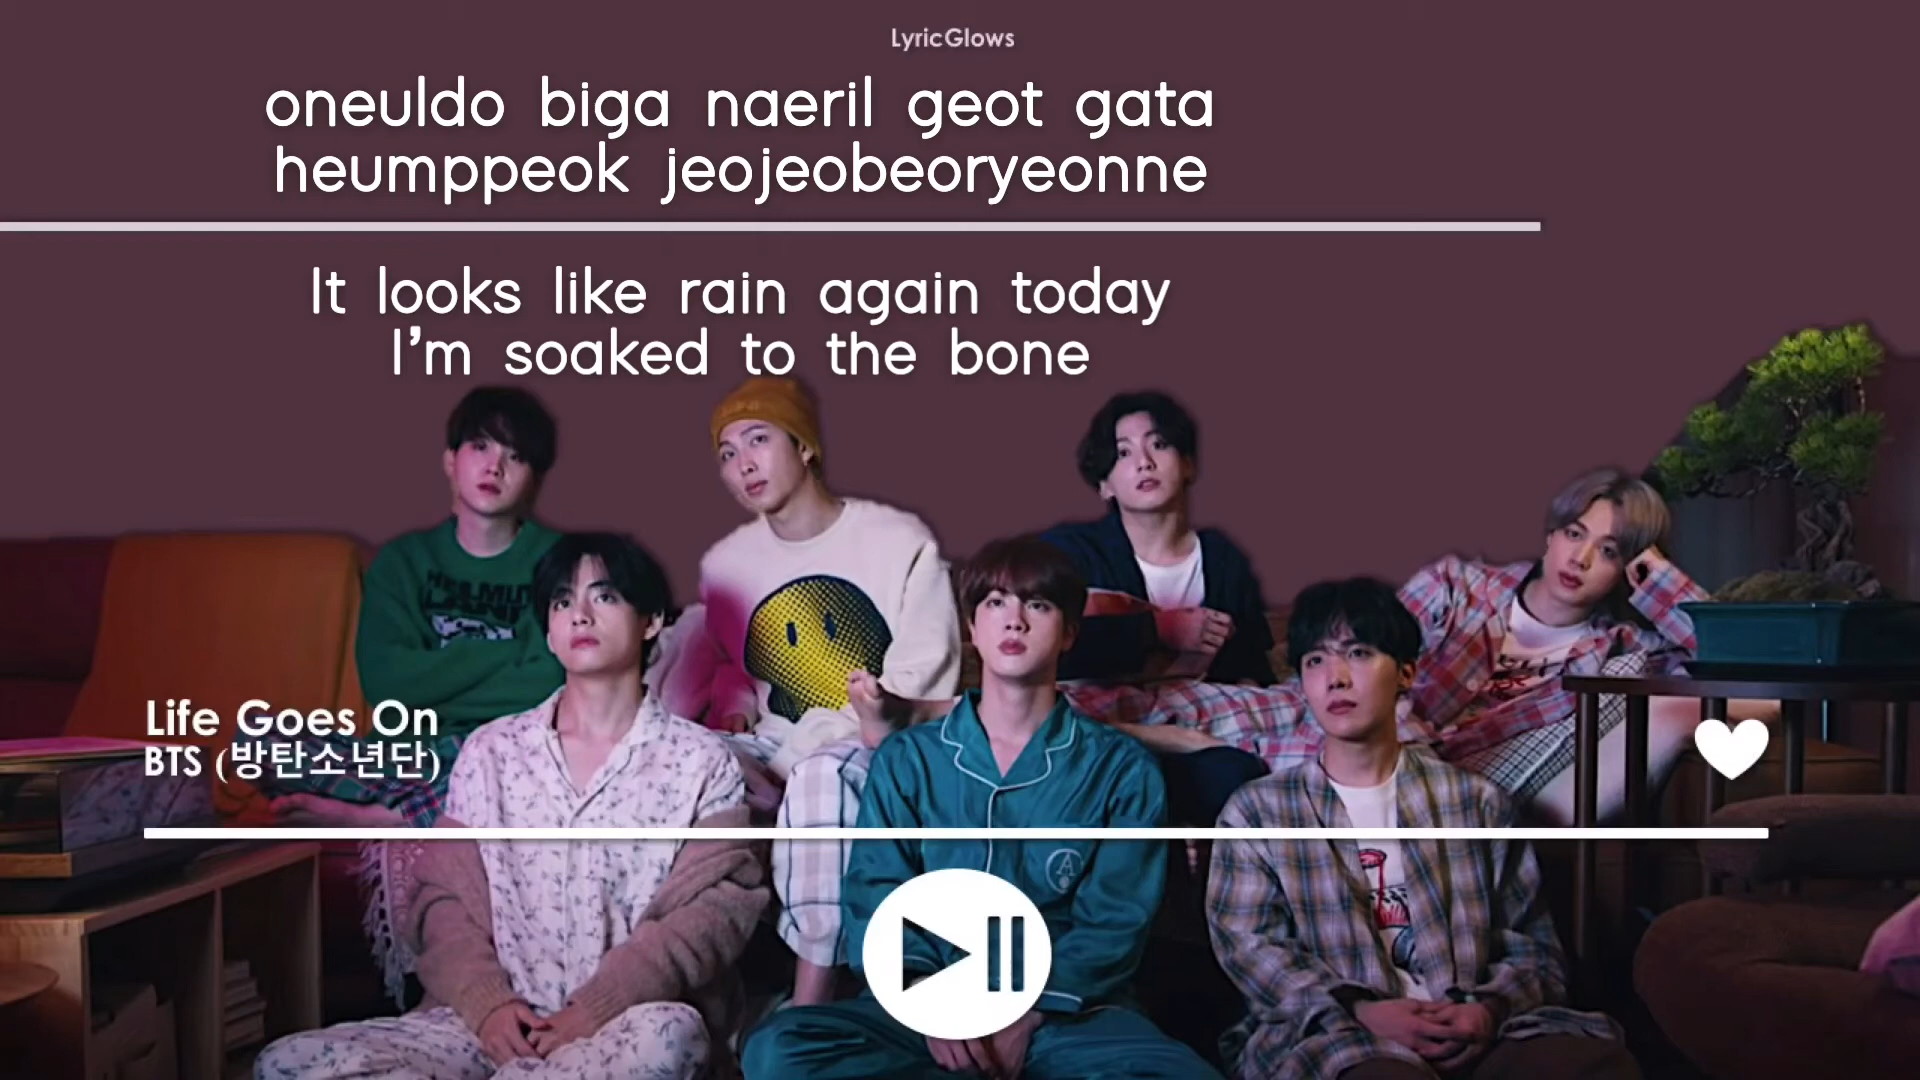 LyricGlows
oneuldo biga naeril geot gata
heumppeok jeojeobeoryeonne
It looks like rain again today
I'm soaked to the bone
Life Goes On
BTS (방탄소년단)